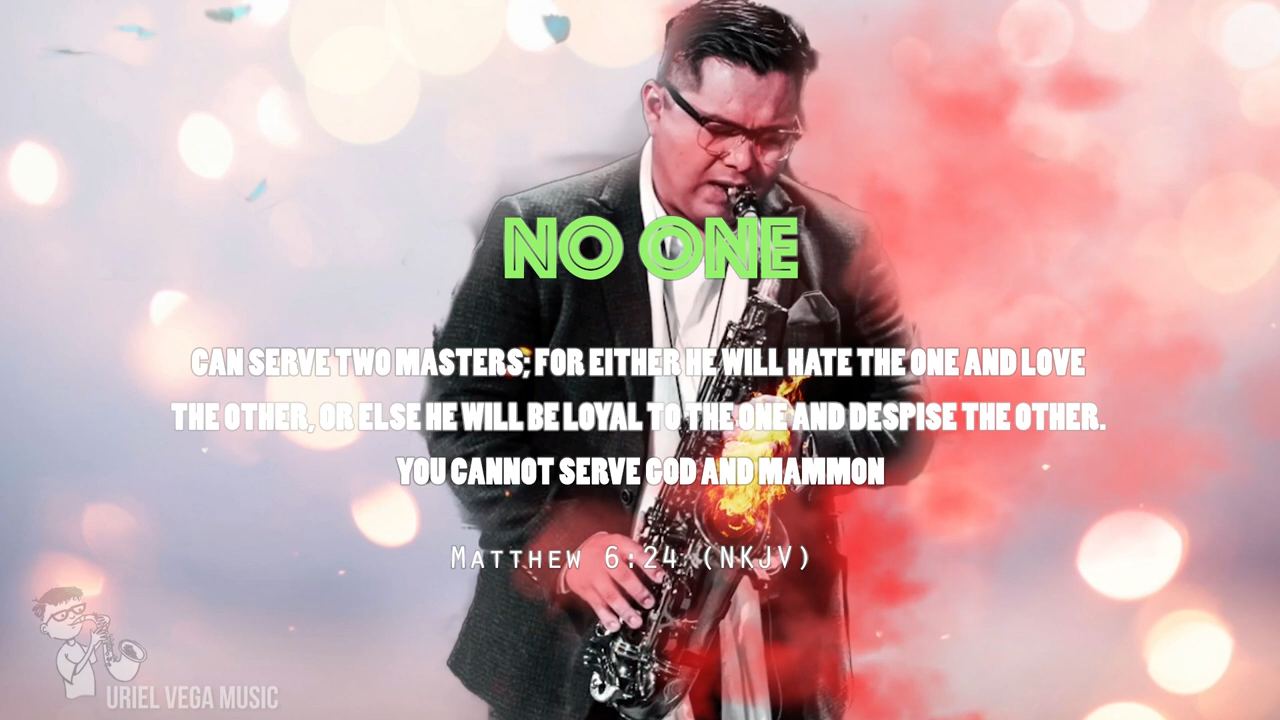 NO ONE
CAN SERVE TWO MASTERS; FOR EITHER HE WILL HATE THE ONE AND LOVE
THE OTHER, OR ELSE HE WILL BE LOYAL TO THE ONE AND DESPISE THE OTHER.
YOU CANNOT SERVE GOD AND MAMMON
MATTHEW 6:24 (NKJV)
URIEL VEGA MUSIC